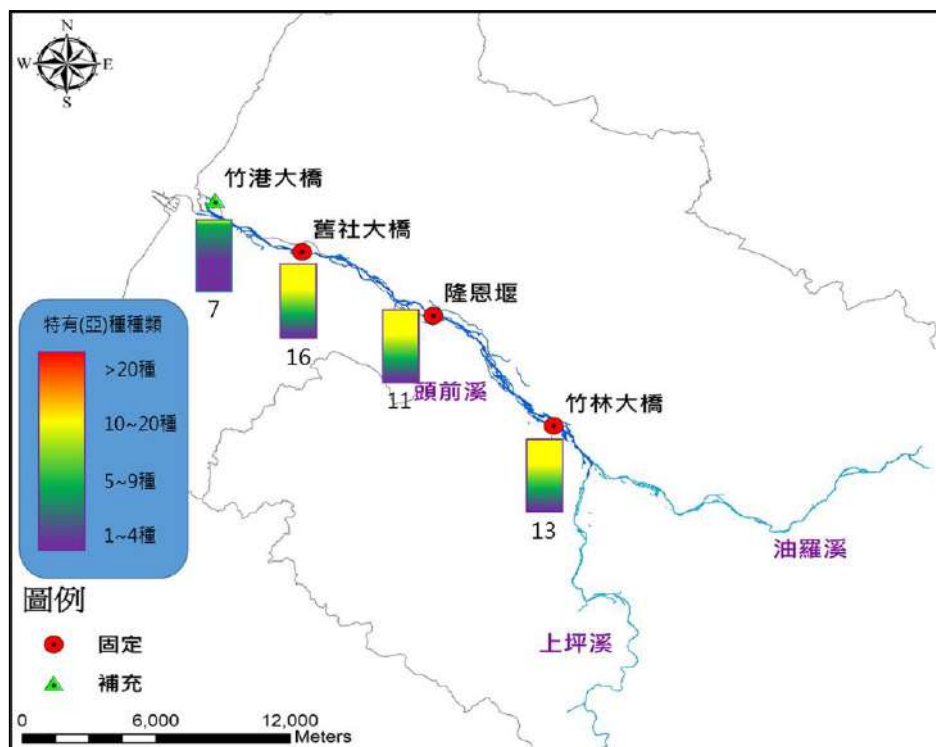 N
W E
S
竹港大橋
7
舊社大橋
16
隆恩堰
11
頭前溪
竹林大橋
13
油羅溪
上坪溪
特有(亞)種種類
>20種
10~20種
5~9種
1~4種
圖例
固定
補充
0 6,000 12,000
Meters